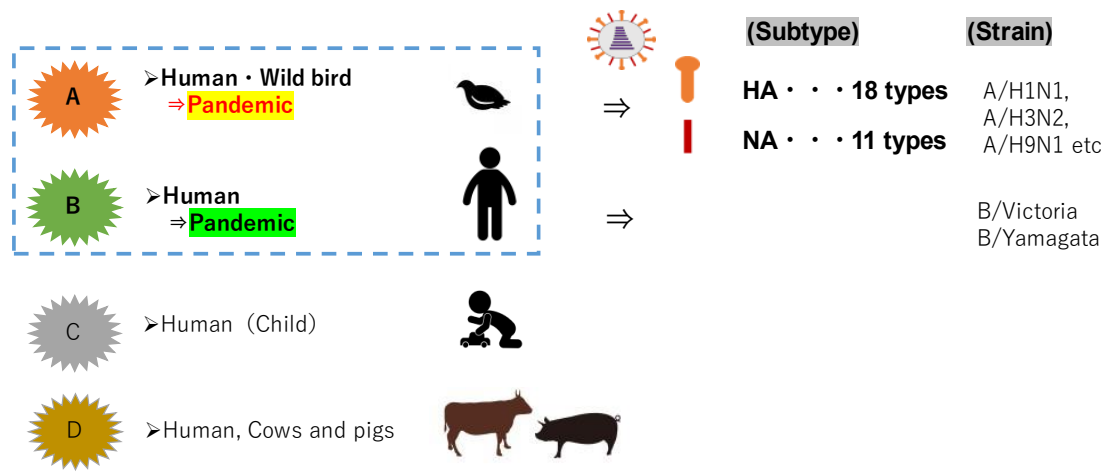 (Subtype) (Strain)
A ➢Human・Wild bird
⇒Pandemic
⇒ HA・・・18 types
NA・・・11 types
A/H1N1,
A/H3N2,
A/H9N1 etc
B ➢Human
⇒Pandemic
⇒ B/Victoria
B/Yamagata
C ➢Human（Child）
D ➢Human, Cows and pigs